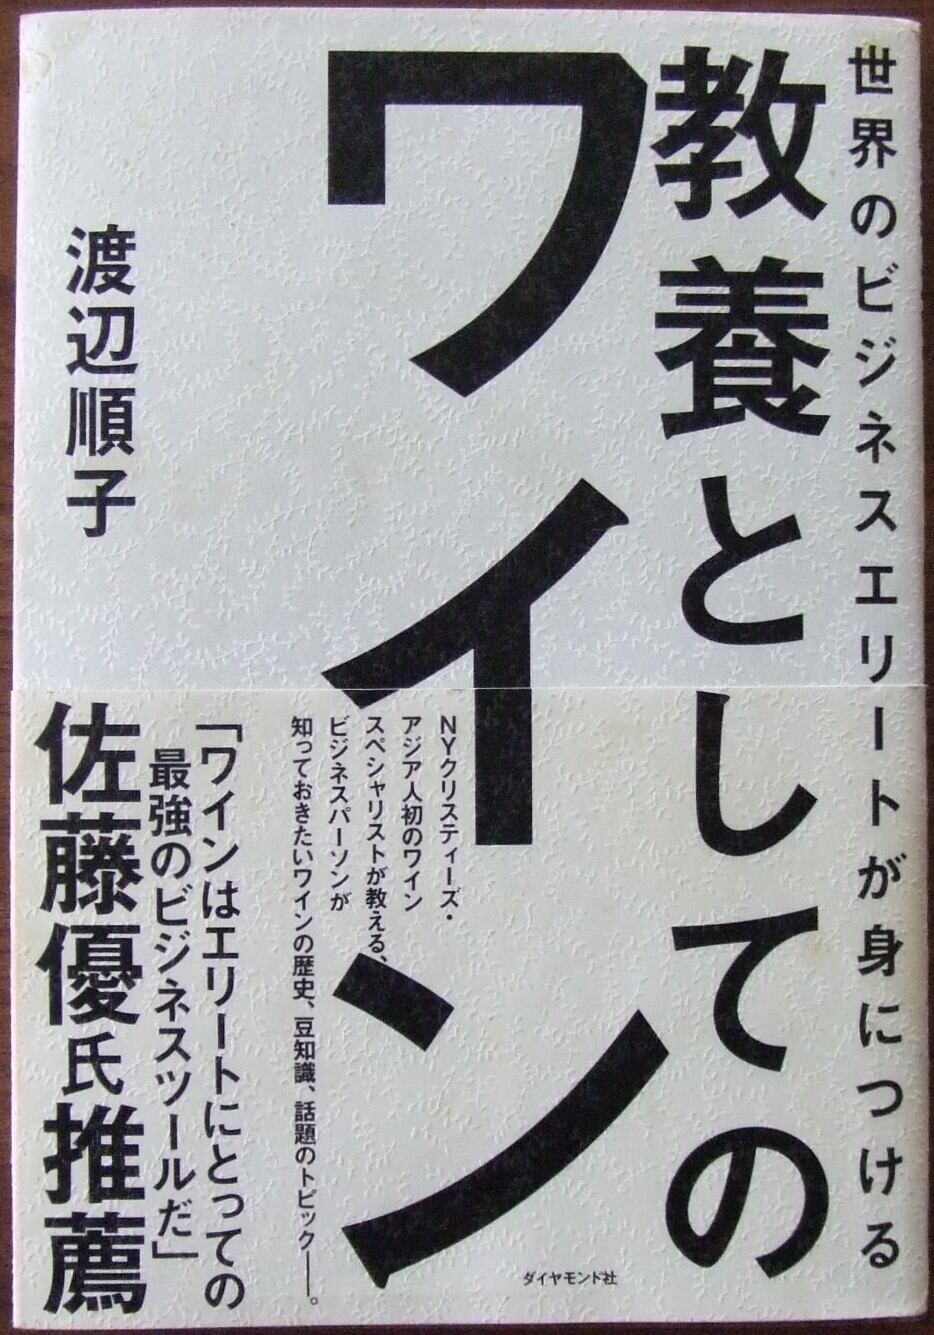 世界のビジネスエリートが身につける
教養としての
ワイン
渡辺順子
NYクリスティーズ・
アジア人初のワイン
スペシャリストが教える、
ビジネスパーソンが
知っておきたいワインの歴史、豆知識、話題のトピック――。
「ワインはエリートにとっての
最強のビジネスツールだ」
佐藤優氏推薦
ダイヤモンド社